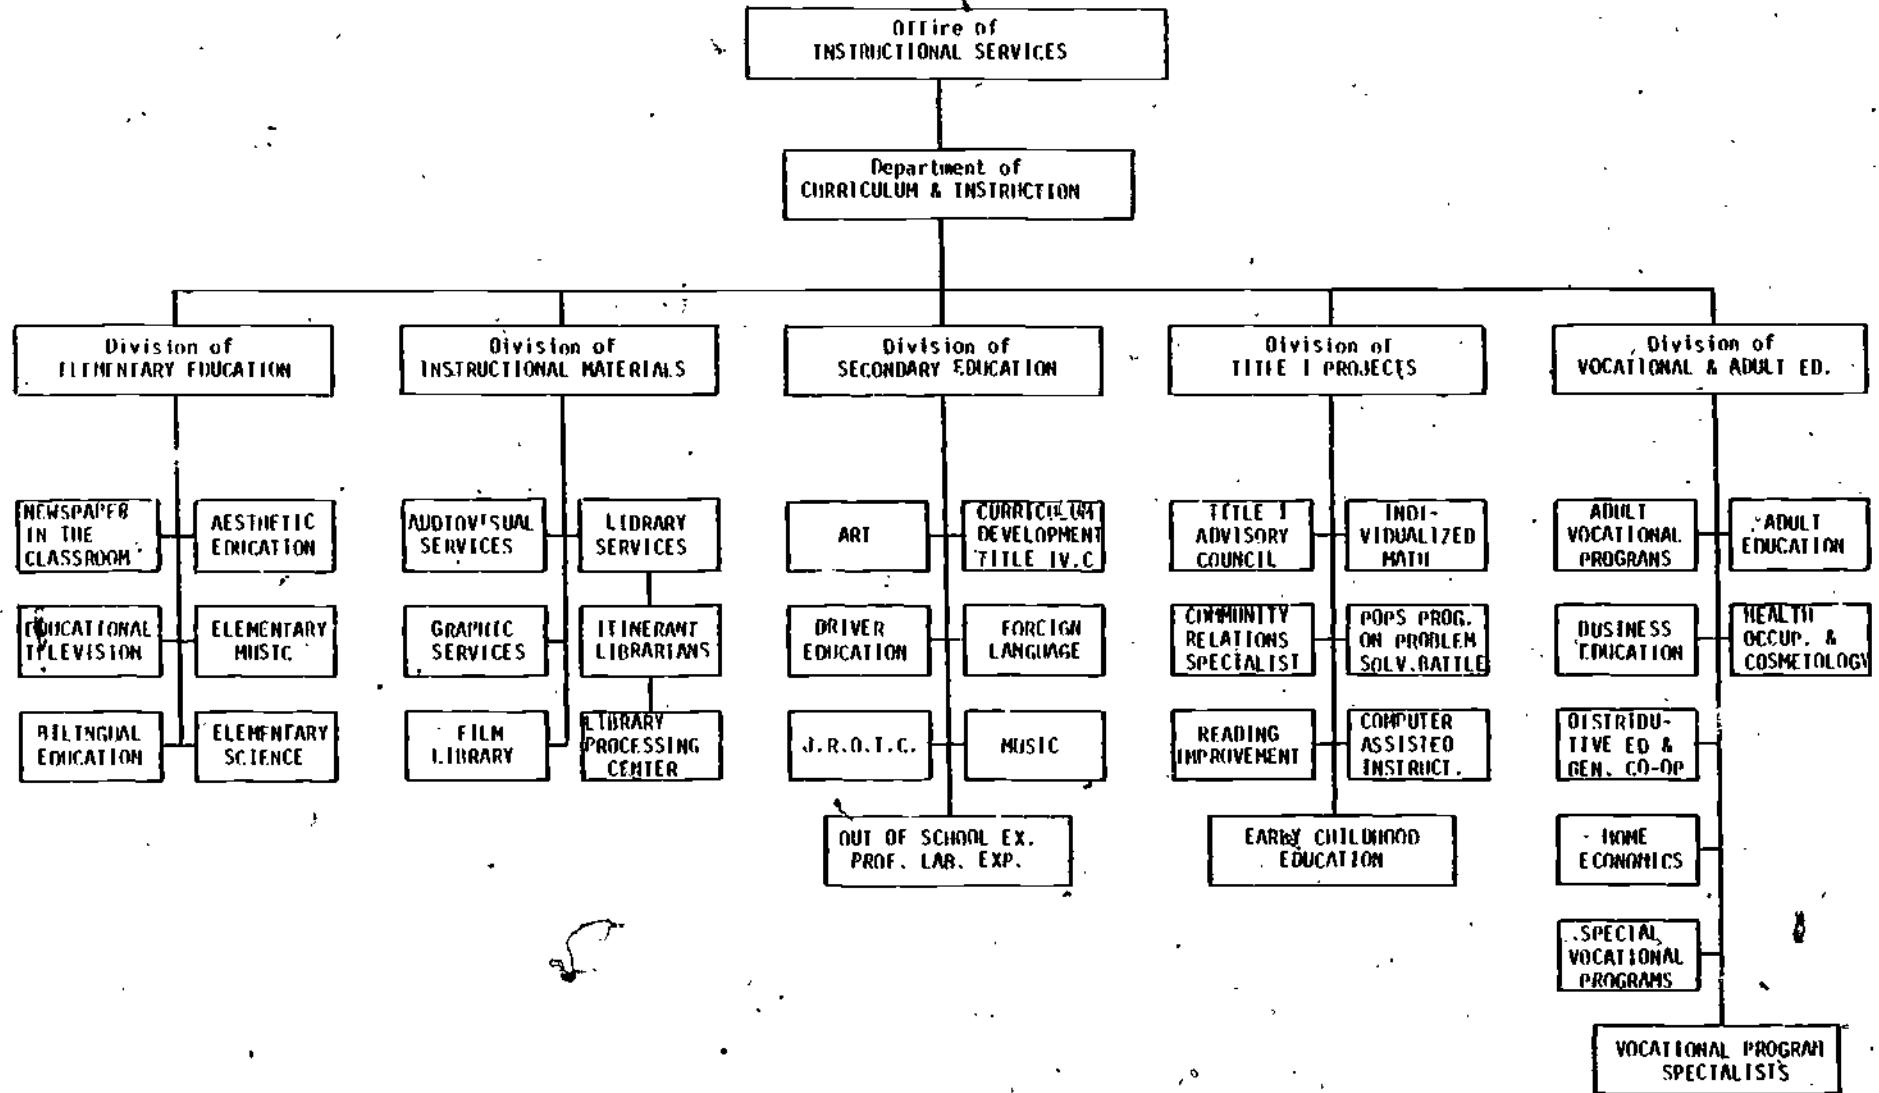 Office of
INSTRUCTIONAL SERVICES
Department of
CURRICULUM & INSTRUCTION
Division of
ELEMENTARY EDUCATION
Division of
INSTRUCTIONAL MATERIALS
Division of
SECONDARY EDUCATION
Division of
TITLE I PROJECTS
Division of
VOCATIONAL & ADULT ED.
NEWSPAPER
IN THE
CLASSROOM
AESTHETIC
EDUCATION
EDUCATIONAL
TELEVISION
ELEMENTARY
MUSIC
BILINGUAL
EDUCATION
ELEMENTARY
SCIENCE
AUDIOVISUAL
SERVICES
LIBRARY
SERVICES
GRAPHIC
SERVICES
ITINERANT
LIBRARIANS
FILM
LIBRARY
LIBRARY
PROCESSING
CENTER
ART
CURRICULUM
DEVELOPMENT
TITLE IV.C
DRIVER
EDUCATION
FOREIGN
LANGUAGE
J.R.O.T.C.
MUSIC
OUT OF SCHOOL EX.
PROF. LAB. EXP.
TITLE I
ADVISORY
COUNCIL
INDI-
VIDUALIZED
MATH
COMMUNITY
RELATIONS
SPECIALIST
POPS PROG.
ON PROBLEM
SOLV.BATTLE
READING
IMPROVEMENT
COMPUTER
ASSISTED
INSTRUCT.
EARLY CHILDHOOD
EDUCATION
ADULT
VOCATIONAL
PROGRAMS
ADULT
EDUCATION
BUSINESS
EDUCATION
HEALTH
OCCUP. &
COSMETOLOGY
DISTRIBU-
TIVE ED &
GEN. CO-OP
HOME
ECONOMICS
SPECIAL
VOCATIONAL
PROGRAMS
VOCATIONAL PROGRAM
SPECIALISTS